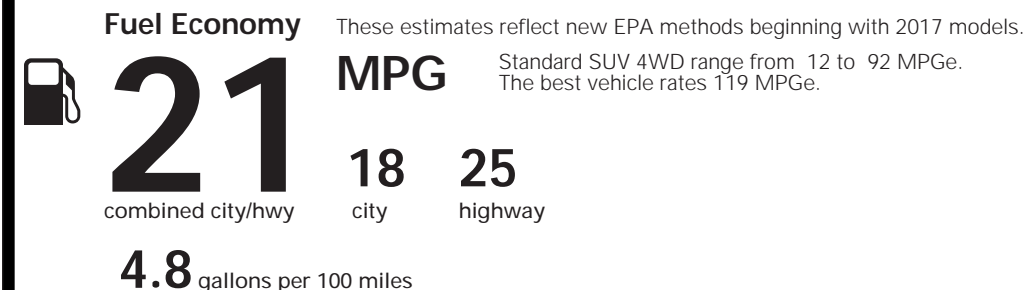 Fuel Economy These estimates reflect new EPA methods beginning with 2017 models.
21 MPG Standard SUV 4WD range from 12 to 92 MPGe.
The best vehicle rates 119 MPGe.
18 25
combined city/hwy city highway
4.8 gallons per 100 miles